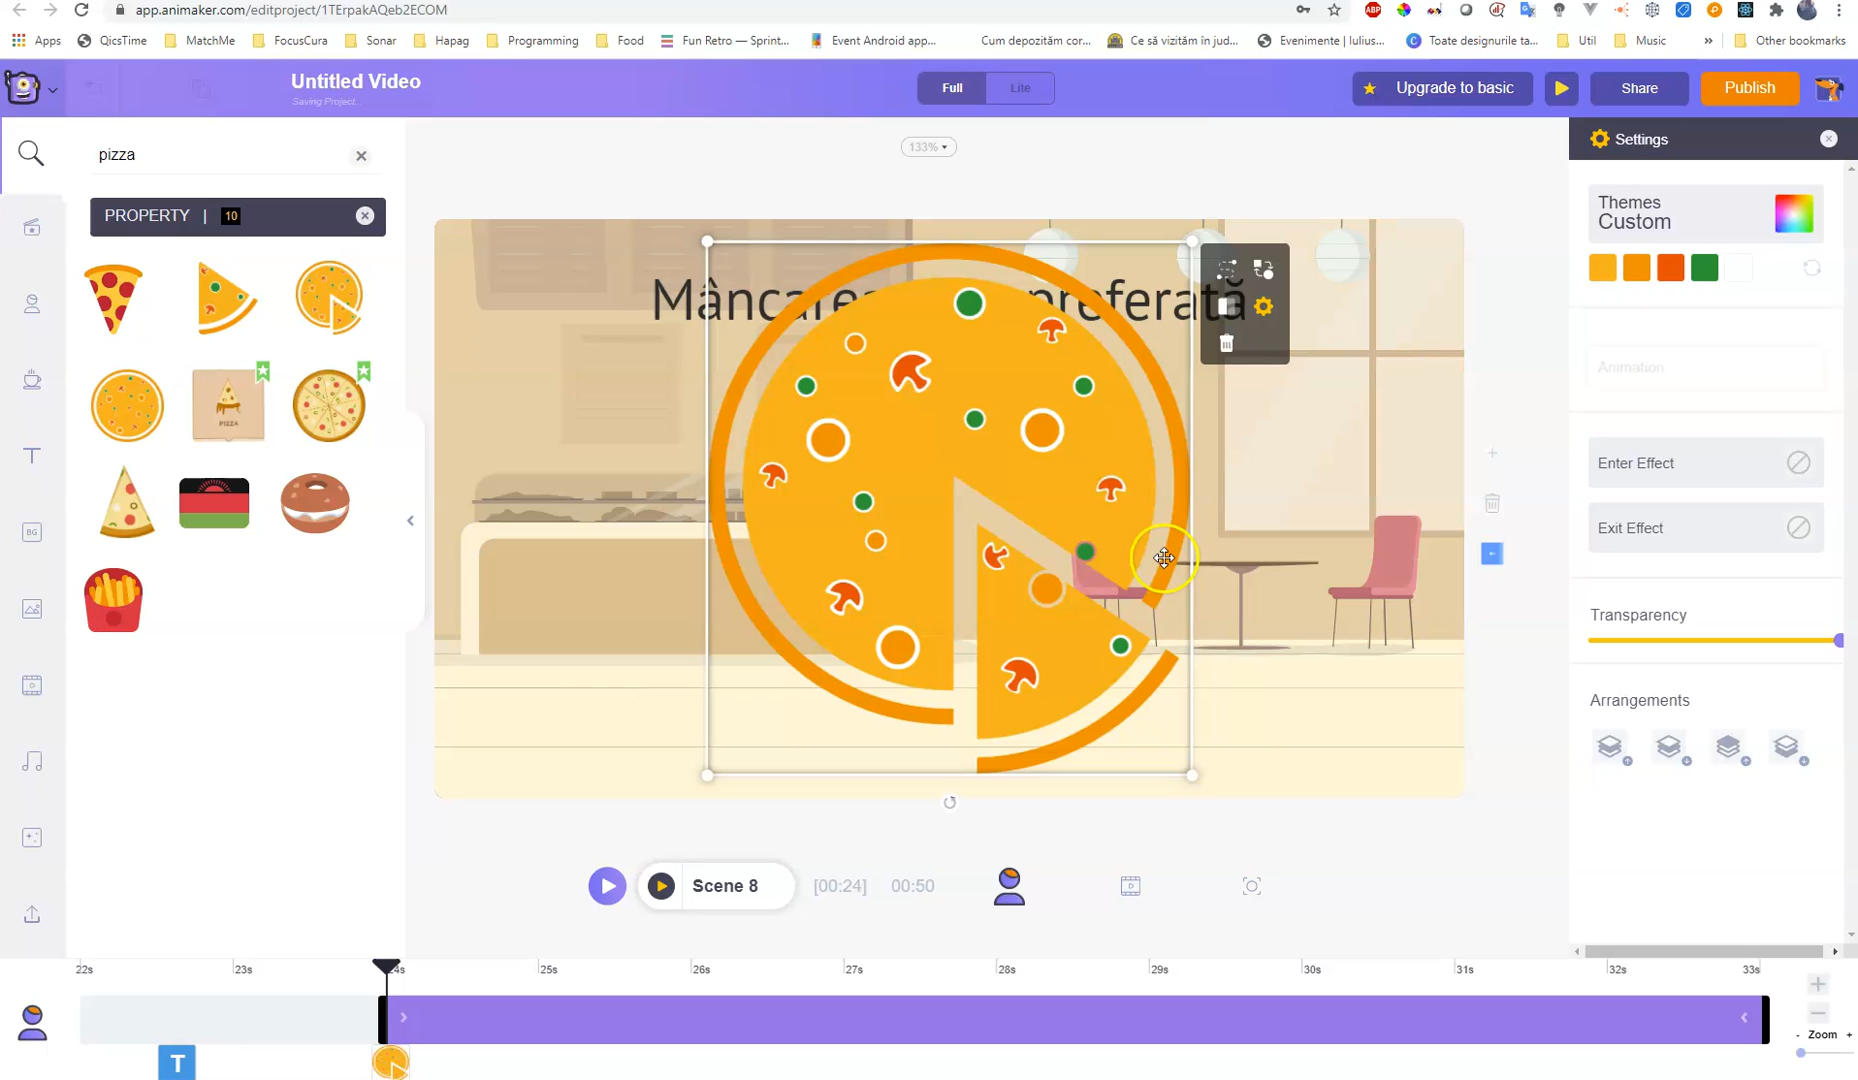 app.animaker.com/editproject/1TErpakAQeb2ECOM
ABP
Apps QicsTime MatchMe FocusCura Sonar Hapag Programming Food Fun Retro — Sprint... Event Android app... Cum depozităm cor... Ce să vizităm în jud... Evenimente | Iulius... Toate designurile ta... Util Music » Other bookmarks
Untitled Video
Saving Project...
Full Lite
Upgrade to basic
Share
Publish
pizza
PROPERTY | 10
PIZZA
133%
Mâncarea preferată
Settings
Themes
Custom
Animation
Enter Effect
Exit Effect
Transparency
Arrangements
Scene 8
[00:24] 00:50
22s 23s 24s 25s 26s 27s 28s 29s 30s 31s 32s 33s
- Zoom +
T